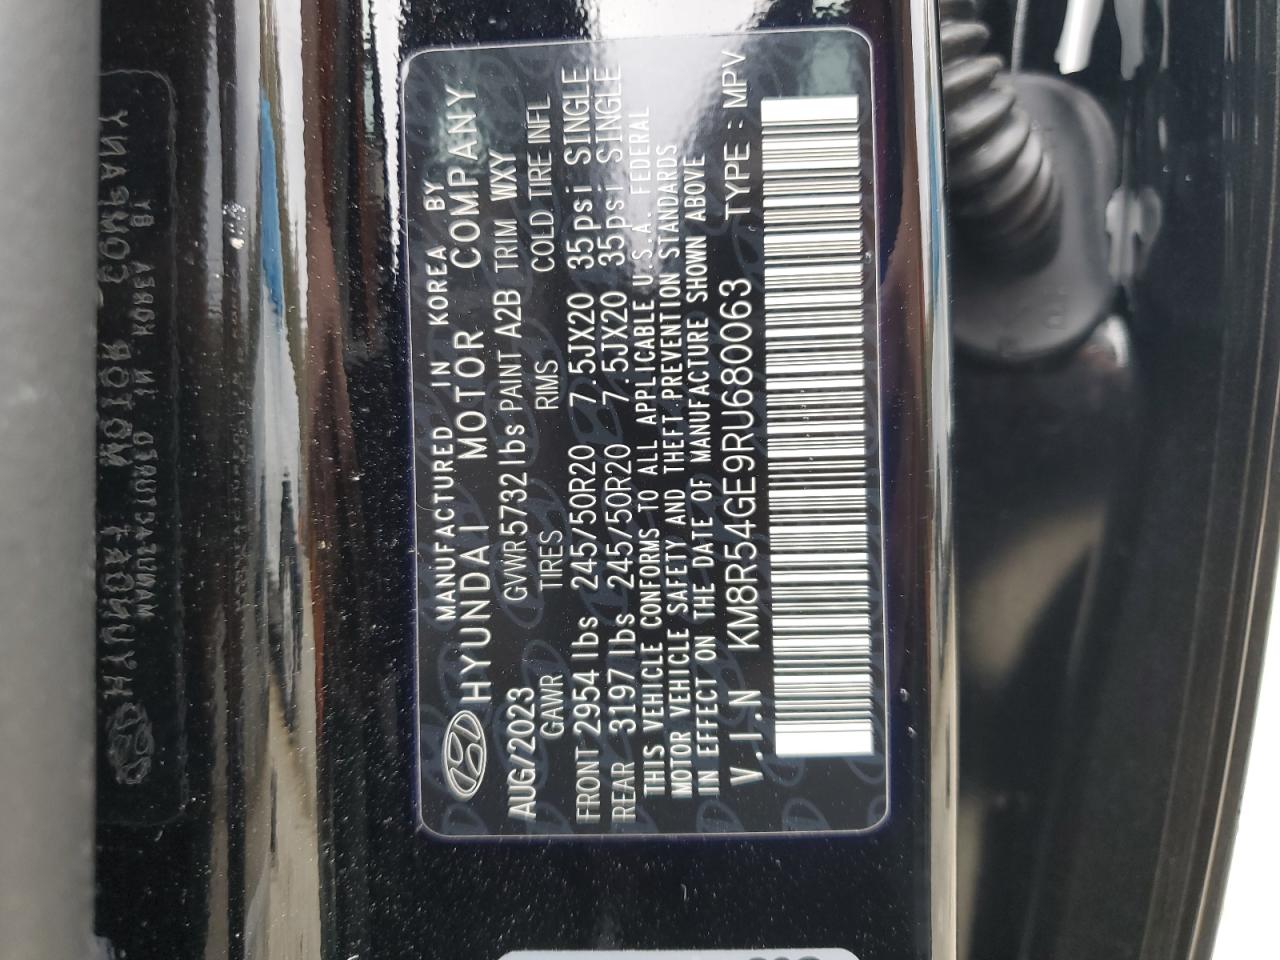 MANUFACTURED IN KOREA BY
HYUNDAI MOTOR COMPANY
AUG/2023 GVWR 5732 lbs PAINT A2B TRIM WXY
GAWR TIRES RIMS COLD TIRE INFL
FRONT 2954 lbs 245/50R20 7.5JX20 35psi SINGLE
REAR 3197 lbs 245/50R20 7.5JX20 35psi SINGLE
THIS VEHICLE CONFORMS TO ALL APPLICABLE U.S.A. FEDERAL
MOTOR VEHICLE SAFETY AND THEFT PREVENTION STANDARDS
IN EFFECT ON THE DATE OF MANUFACTURE SHOWN ABOVE
V.I.N KM8R54GE9RU680063 TYPE : MPV